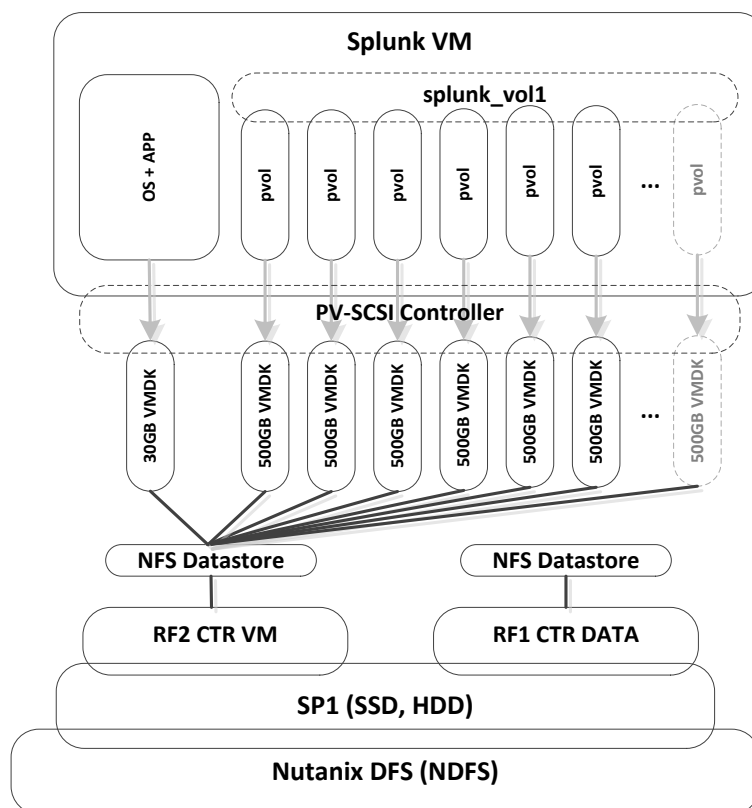 Splunk VM
splunk_vol1
OS + APP
pvol
pvol
pvol
pvol
pvol
pvol
...
pvol
PV-SCSI Controller
30GB VMDK
500GB VMDK
500GB VMDK
500GB VMDK
500GB VMDK
500GB VMDK
500GB VMDK
...
500GB VMDK
NFS Datastore
NFS Datastore
RF2 CTR VM
RF1 CTR DATA
SP1 (SSD, HDD)
Nutanix DFS (NDFS)